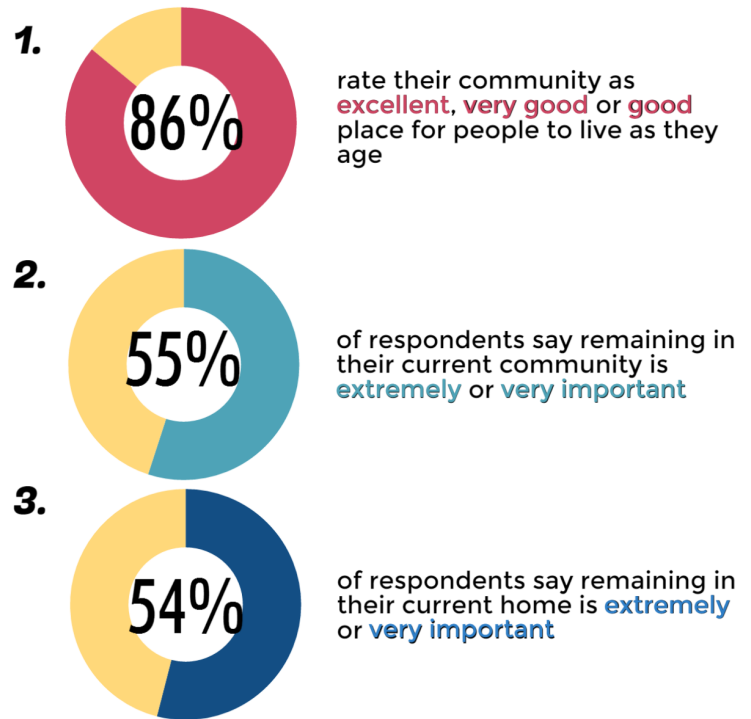 1.
86%
rate their community as
excellent, very good or good
place for people to live as they
age
2.
55%
of respondents say remaining in
their current community is
extremely or very important
3.
54%
of respondents say remaining in
their current home is extremely
or very important